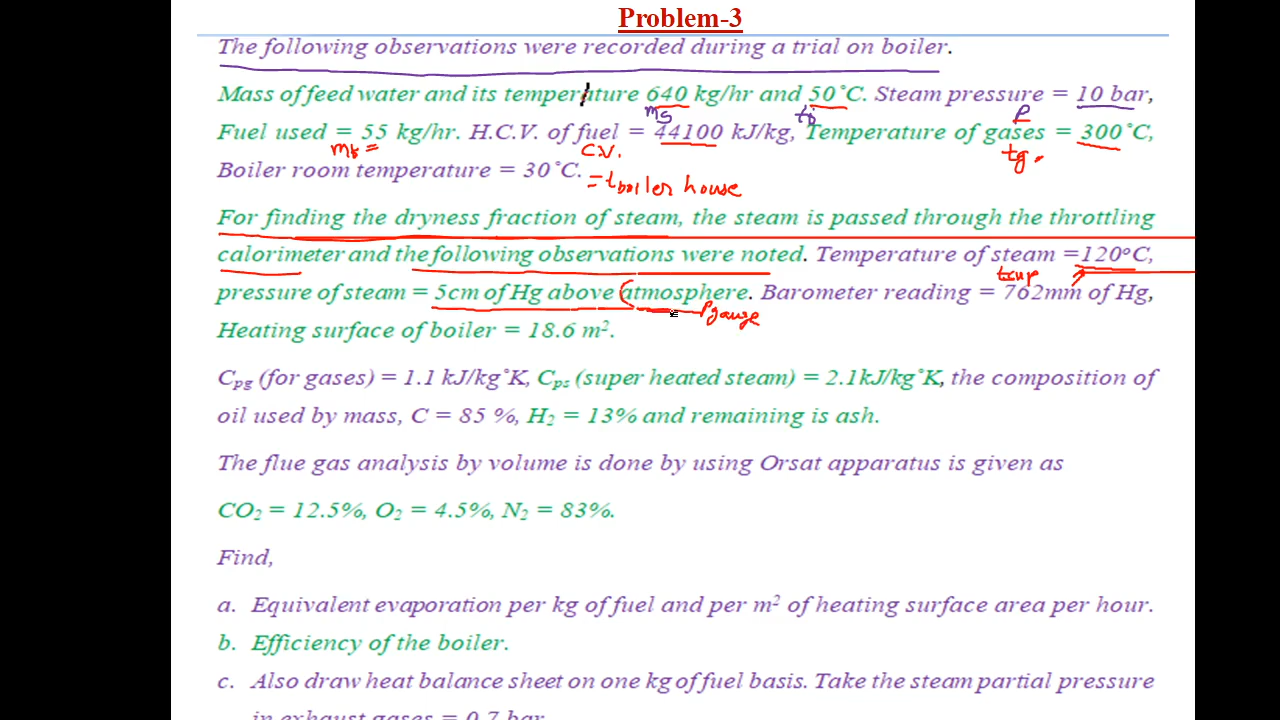 Problem-3
The following observations were recorded during a trial on boiler.
Mass of feed water and its temperature 640 kg/hr and 50˚C. Steam pressure = 10 bar,
ms ti P
Fuel used = 55 kg/hr. H.C.V. of fuel = 44100 kJ/kg, Temperature of gases = 300˚C,
mf = C.V. tg
Boiler room temperature = 30˚C.
= tboiler house
For finding the dryness fraction of steam, the steam is passed through the throttling
calorimeter and the following observations were noted. Temperature of steam =120°C,
tsup
pressure of steam = 5cm of Hg above atmosphere. Barometer reading = 762mm of Hg,
Pgauge
Heating surface of boiler = 18.6 m².
Cpg (for gases) = 1.1 kJ/kg˚K, Cps (super heated steam) = 2.1kJ/kg˚K, the composition of
oil used by mass, C = 85 %, H₂ = 13% and remaining is ash.
The flue gas analysis by volume is done by using Orsat apparatus is given as
CO₂ = 12.5%, O₂ = 4.5%, N₂ = 83%.
Find,
a. Equivalent evaporation per kg of fuel and per m² of heating surface area per hour.
b. Efficiency of the boiler.
c. Also draw heat balance sheet on one kg of fuel basis. Take the steam partial pressure
in exhaust gases = 0.7 bar